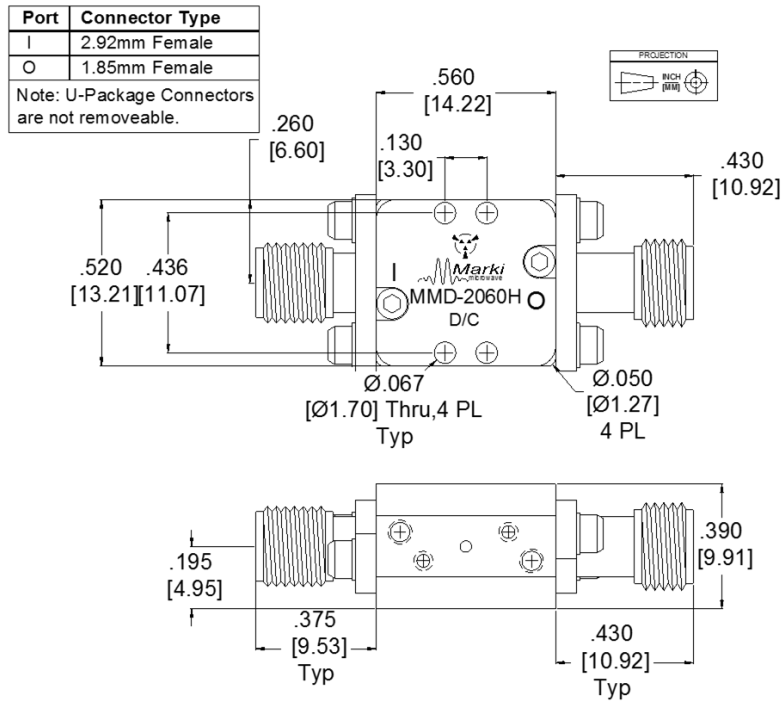 Port Connector Type
I 2.92mm Female
O 1.85mm Female
Note: U-Package Connectors
are not removeable.
PROJECTION
INCH
[MM]
.560
[14.22]
.260
[6.60]
.130
[3.30]
.430
[10.92]
.520
[13.21]
.436
[11.07]
I
Marki
microwave
MMD-2060H
O
D/C
Ø.067
[Ø1.70] Thru,4 PL
Typ
Ø.050
[Ø1.27]
4 PL
.195
[4.95]
.390
[9.91]
.375
[9.53]
Typ
.430
[10.92]
Typ